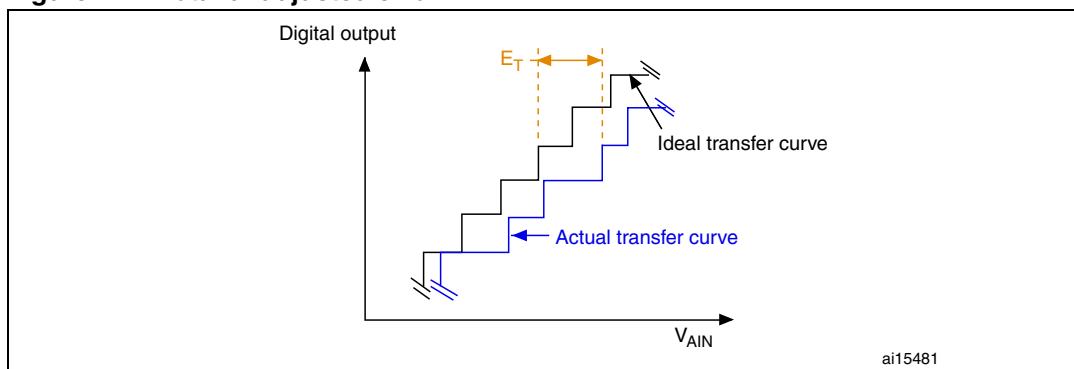 Digital output
E_T
Ideal transfer curve
Actual transfer curve
V_AIN
ai15481